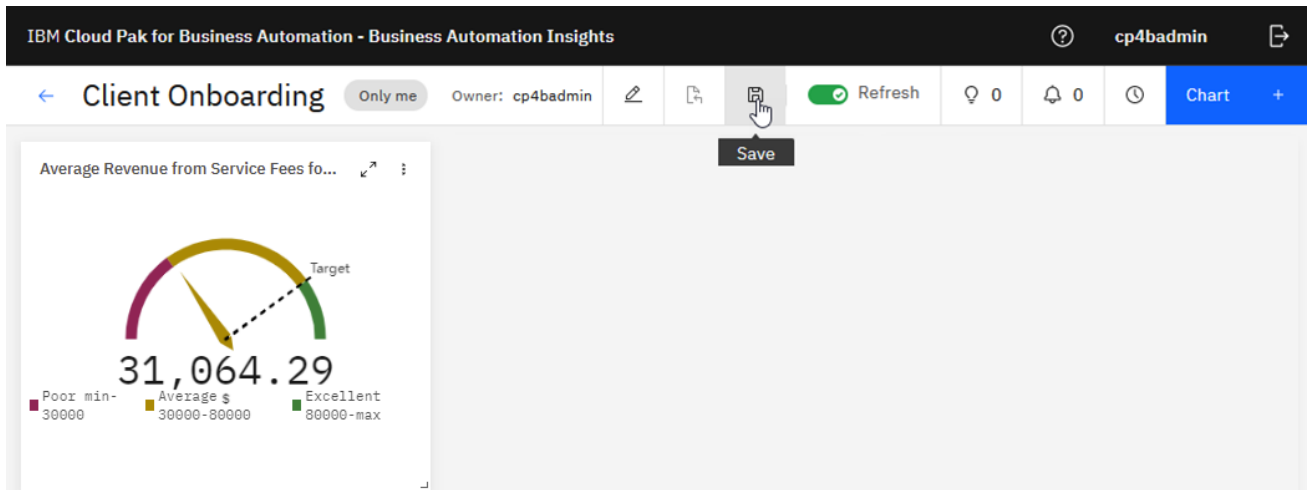 IBM Cloud Pak for Business Automation - Business Automation Insights
cp4badmin
Client Onboarding
Only me
Owner: cp4badmin
Refresh
0
0
Chart +
Save
Average Revenue from Service Fees fo...
Target
31,064.29
$
Poor min-
30000
Average
30000-80000
Excellent
80000-max